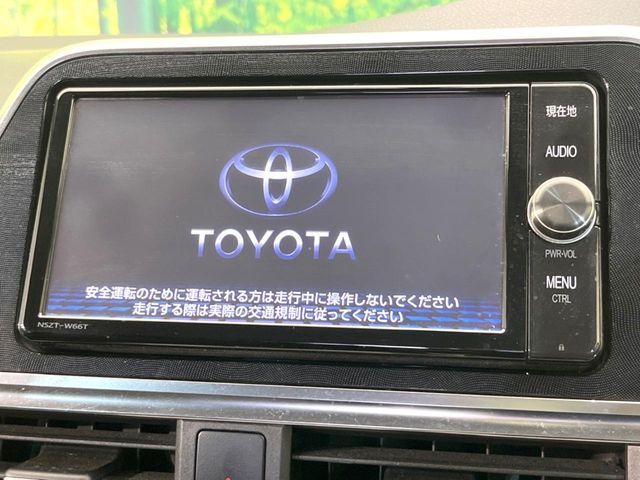 現在地
AUDIO
PWR-VOL
MENU
CTRL
TOYOTA
安全運転のために運転される方は走行中に操作しないでください
走行する際は実際の交通規制に従ってください
NSZT-W66T